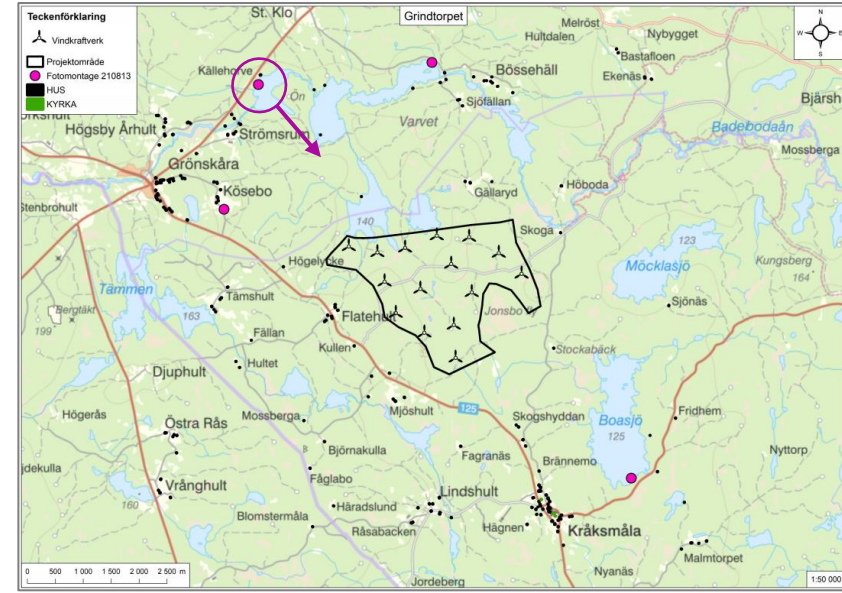 Teckenförklaring
Vindkraftverk
Projektområde
Fotomontage 210813
HUS
KYRKA
St. Klo
Grindtorpet
Melröst
Hultdalen
Nybygget
N
W
E
S
Bastafloen
Källehorve
Bössehäll
Ekenäs
Ön
Sjöfällan
Bjärsh
Högsby Århult
Strömsrum
Varvet
Badebodaån
Mossberga
Grönskåra
Kösebo
Gällaryd
Höboda
Stenbrohult
140
Skoga
123
Kungsberg
164
Högelycke
Möcklasjö
Tämmen
Tämshult
Sjönäs
Bergtäkt
163
Flatehult
Jonsbo
199
Fällan
Kullen
Stockabäck
Hultet
Djuphult
125
Högerås
Mossberga
Mjöshult
Skogshyddan
Boasjö
Fridhem
Östra Rås
125
Björnakulla
Fagranäs
Brännemo
Nyttorp
jdekulla
Fåglabo
Vrånghult
Lindshult
160
Häradslund
Blomstermåla
Råsabacken
Hägnen
Kråksmåla
Malmtorpet
Nyanäs
Jordeberg
0 500 1 000 1 500 2 000 2 500 m
1:50 000